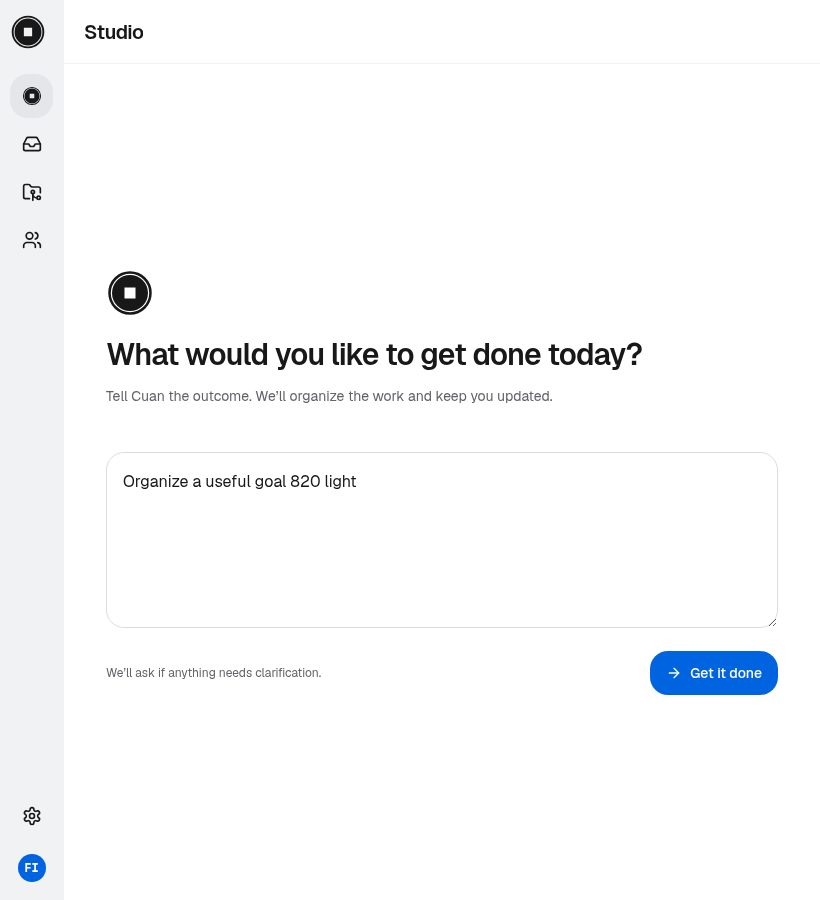 Studio
What would you like to get done today?
Tell Cuan the outcome. We’ll organize the work and keep you updated.
Organize a useful goal 820 light
We’ll ask if anything needs clarification.
Get it done
FI